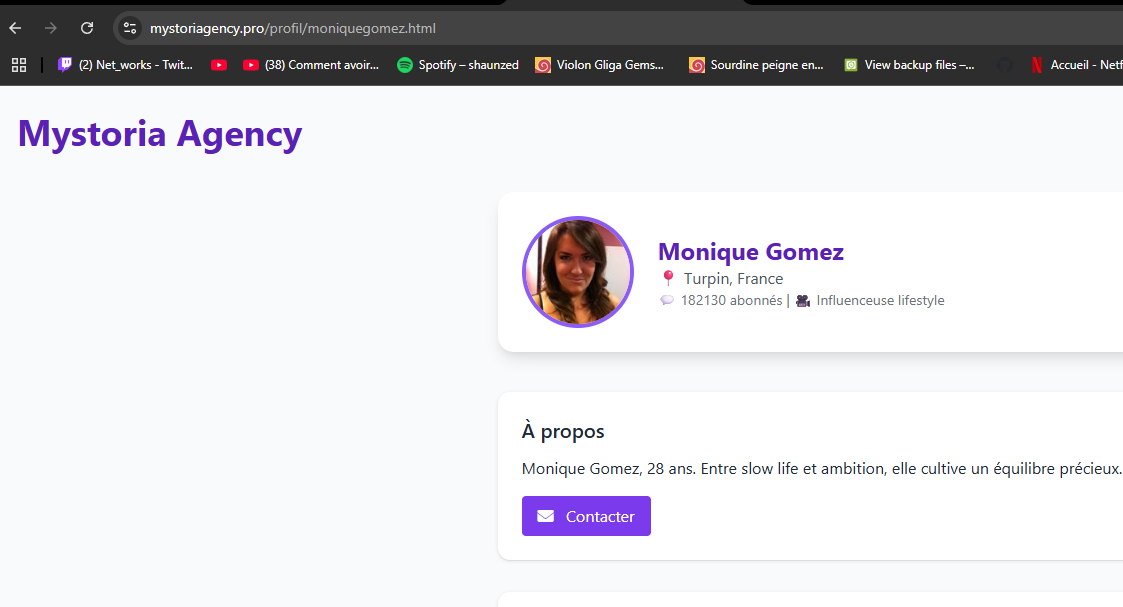 mystoriagency.pro/profil/moniquegomez.html
(2) Net_works - Twit...
(38) Comment avoir...
Spotify – shaunzed
Violon Gliga Gems...
Sourdine peigne en...
View backup files –...
Accueil - Netf
Mystoria Agency
Monique Gomez
Turpin, France
182130 abonnés | Influenceuse lifestyle
À propos
Monique Gomez, 28 ans. Entre slow life et ambition, elle cultive un équilibre précieux.
Contacter